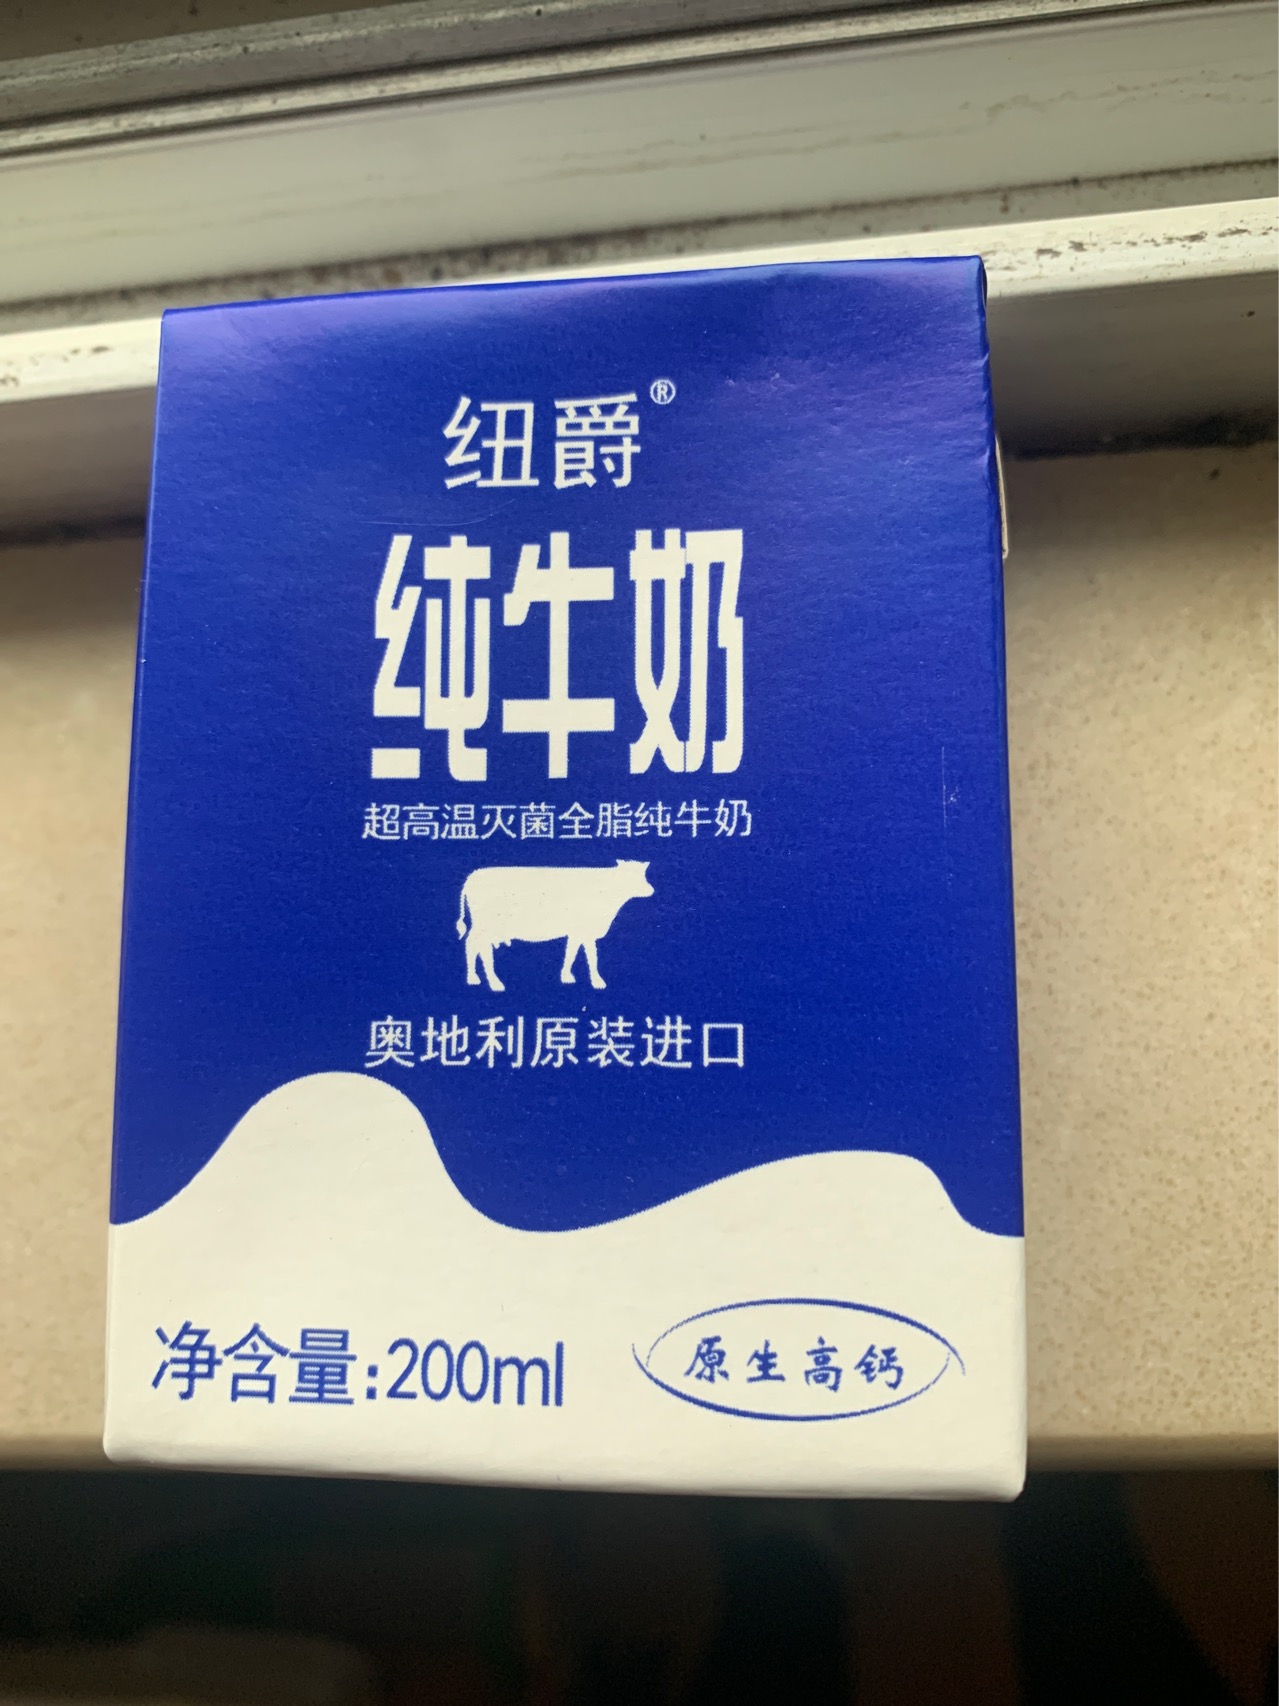 纽爵®
纯牛奶
超高温灭菌全脂纯牛奶
奥地利原装进口
净含量:200ml
原生高钙